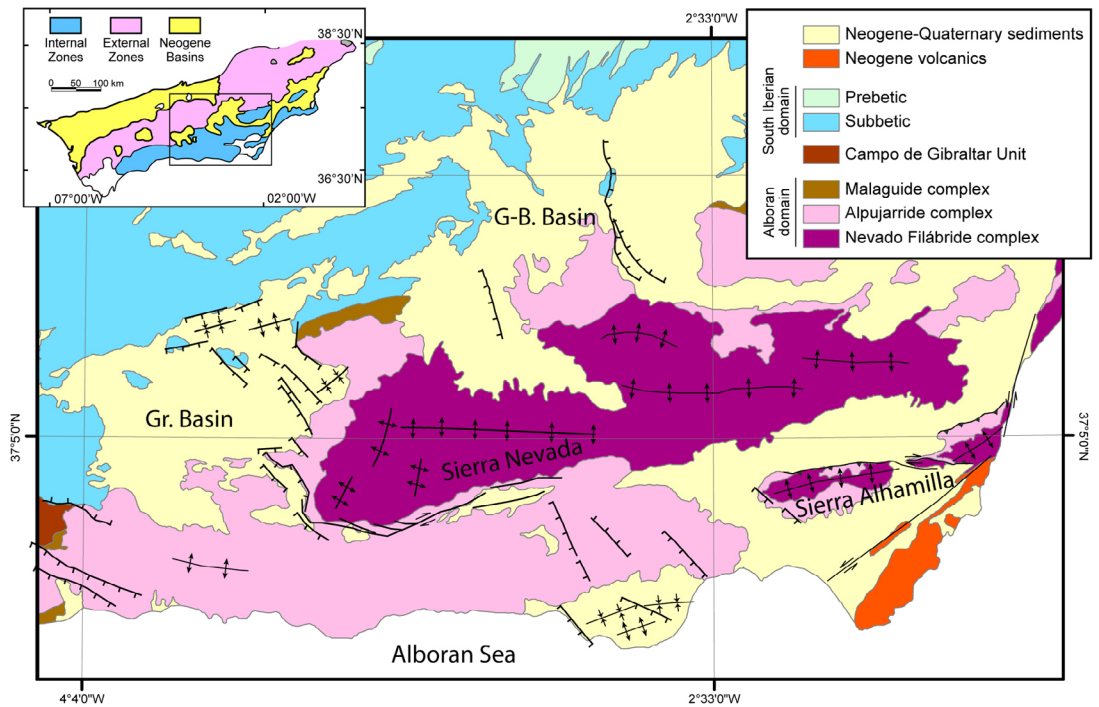 2°33'0"W
Internal
Zones
External
Zones
Neogene
Basins
0 50 100 km
38'30'N
36'30'N
07°00'W
02°00'W
Neogene-Quaternary sediments
Neogene volcanics
South Iberian
domain
Prebetic
Subbetic
Campo de Gibraltar Unit
Alboran
domain
Malaguide complex
Alpujarride complex
Nevado Filábride complex
G-B. Basin
Gr. Basin
37°5'0"N
37°5'0"N
Sierra Nevada
Sierra Alhamilla
Alboran Sea
4°4'0"W
2°33'0"W